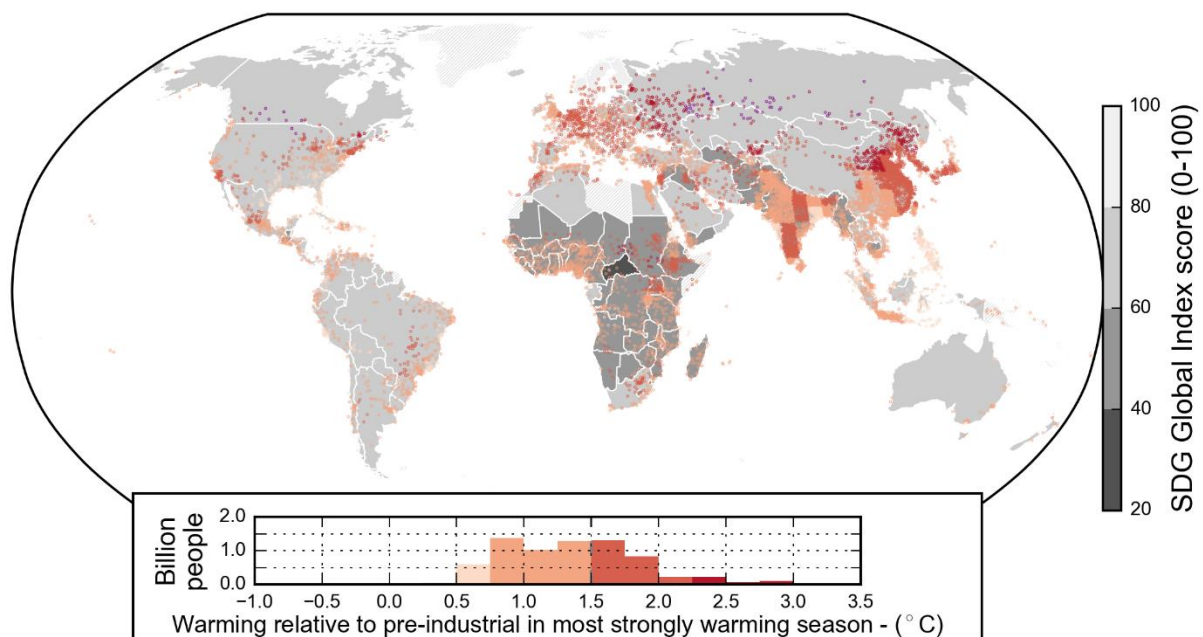 100
80
60
40
20
SDG Global Index score (0-100)
Billion
people
2.0
1.0
0.0
−1.0 −0.5 0.0 0.5 1.0 1.5 2.0 2.5 3.0 3.5
Warming relative to pre-industrial in most strongly warming season - (°C)